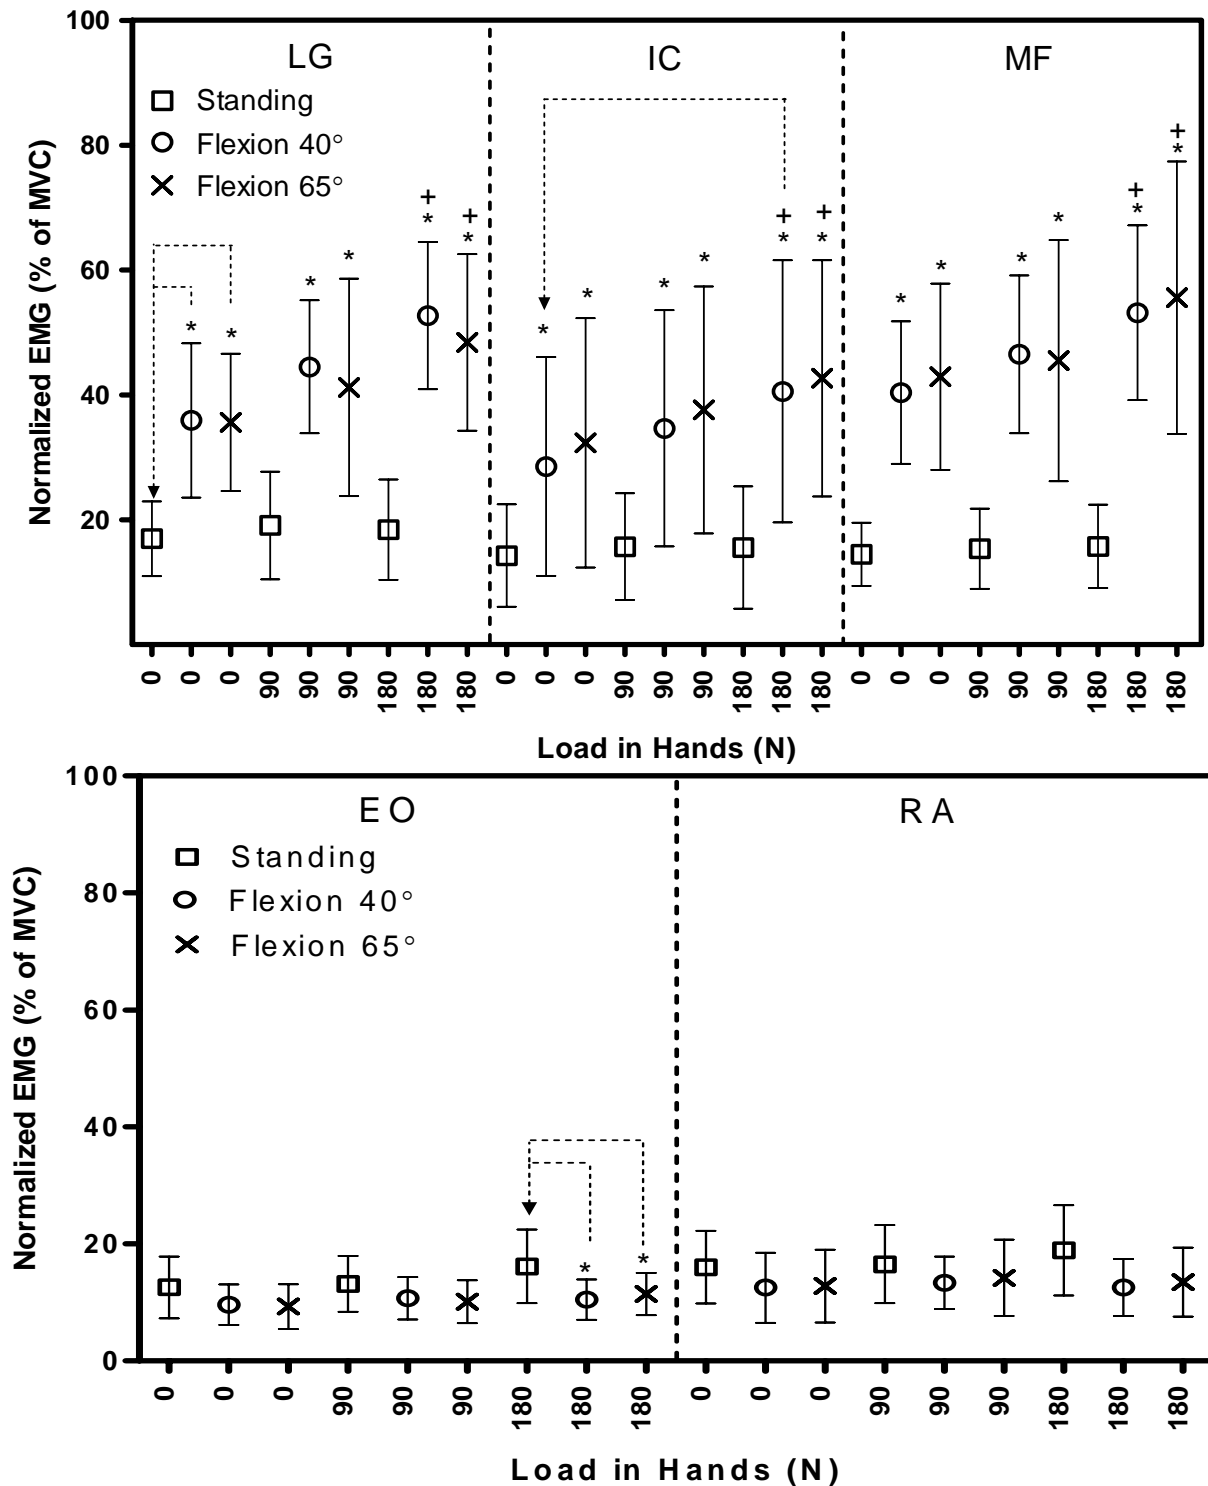 100
80
60
40
20
Normalized EMG (% of MVC)
LG
IC
MF
Standing
Flexion 40°
Flexion 65°
* * * * + * + *
* * * * + * + *
* * * * + * + *
0 0 0 90 90 90 180 180 180 0 0 0 90 90 90 180 180 180 0 0 0 90 90 90 180 180 180
Load in Hands (N)
100
80
60
40
20
0
Normalized EMG (% of MVC)
EO
RA
Standing
Flexion 40°
Flexion 65°
* *
0 0 0 90 90 90 180 180 180 0 0 0 90 90 90 180 180 180
Load in Hands (N)